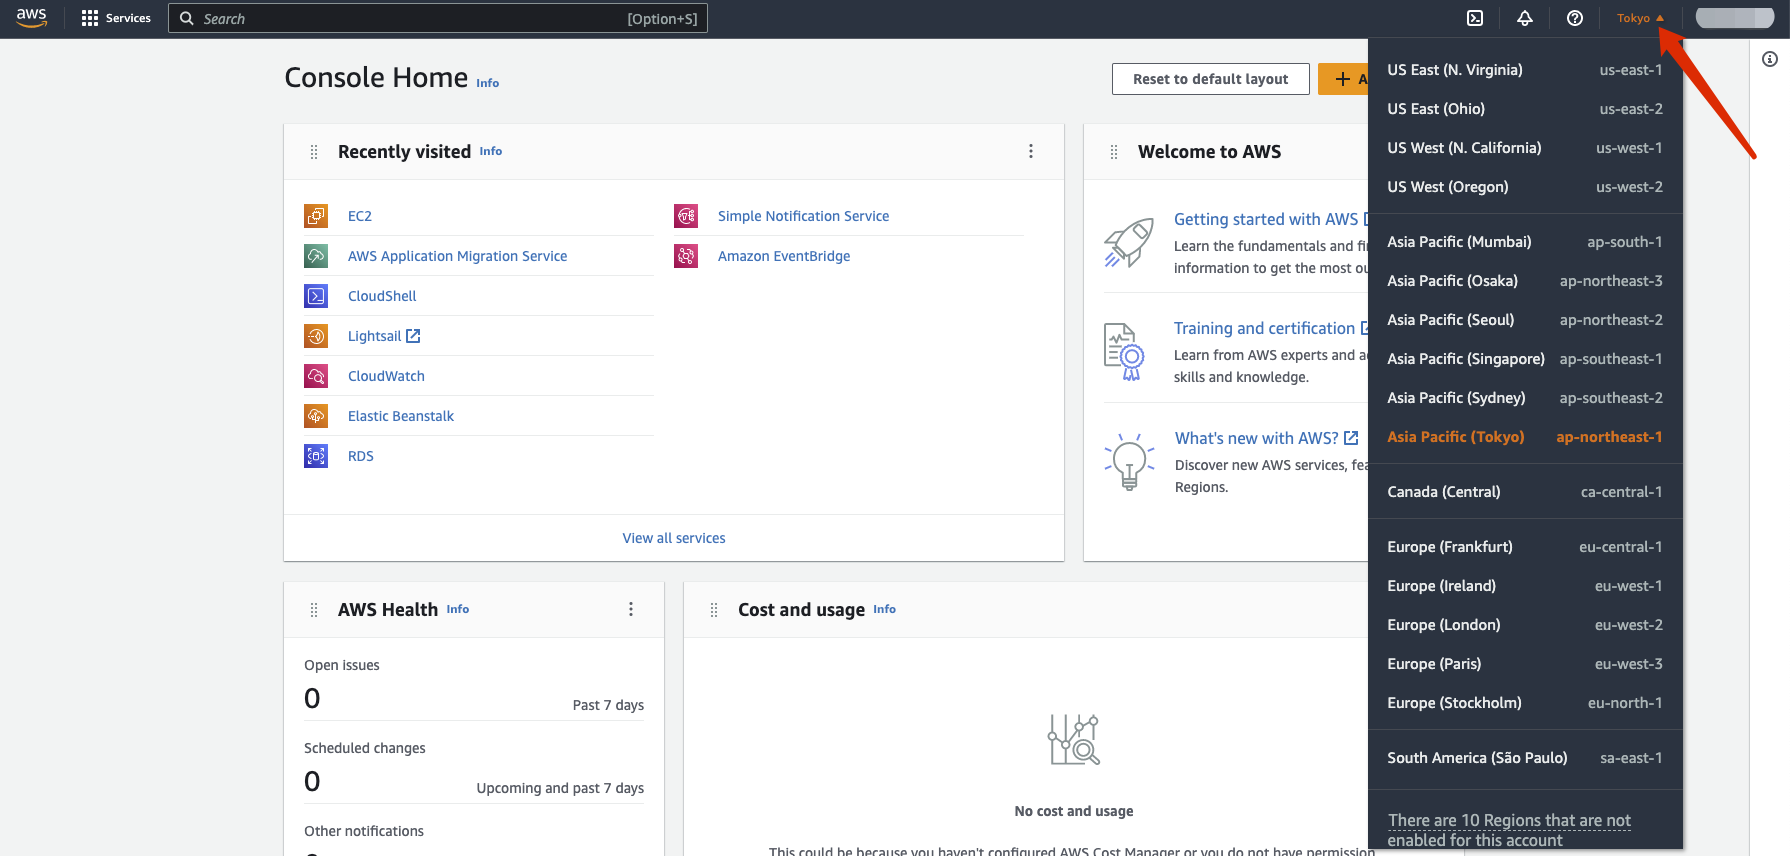 aws
Services
Search
[Option+S]
Tokyo
Console Home Info
Reset to default layout
+ A
Recently visited Info
EC2
AWS Application Migration Service
CloudShell
Lightsail
CloudWatch
Elastic Beanstalk
RDS
Simple Notification Service
Amazon EventBridge
View all services
Welcome to AWS
Getting started with AWS
Learn the fundamentals and fi
information to get the most ou
Training and certification
Learn from AWS experts and a
skills and knowledge.
What's new with AWS?
Discover new AWS services, fea
Regions.
AWS Health Info
Open issues
0
Past 7 days
Scheduled changes
0
Upcoming and past 7 days
Other notifications
Cost and usage Info
No cost and usage
This could be because you haven't configured AWS Cost Manager or you do not have permission
US East (N. Virginia) us-east-1
US East (Ohio) us-east-2
US West (N. California) us-west-1
US West (Oregon) us-west-2
Asia Pacific (Mumbai) ap-south-1
Asia Pacific (Osaka) ap-northeast-3
Asia Pacific (Seoul) ap-northeast-2
Asia Pacific (Singapore) ap-southeast-1
Asia Pacific (Sydney) ap-southeast-2
Asia Pacific (Tokyo) ap-northeast-1
Canada (Central) ca-central-1
Europe (Frankfurt) eu-central-1
Europe (Ireland) eu-west-1
Europe (London) eu-west-2
Europe (Paris) eu-west-3
Europe (Stockholm) eu-north-1
South America (São Paulo) sa-east-1
There are 10 Regions that are not
enabled for this account